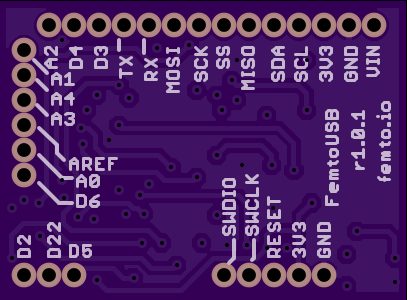 A2 D4 D3 TX RX MOSI SCK SS MISO SDA SCL 3V3 GND VIN
A1
A4
A3
AREF
A0
D6
D2 D22 D5
SWDIO SWCLK RESET 3V3 GND
FemtoUSB
r1.0.1
femto.io